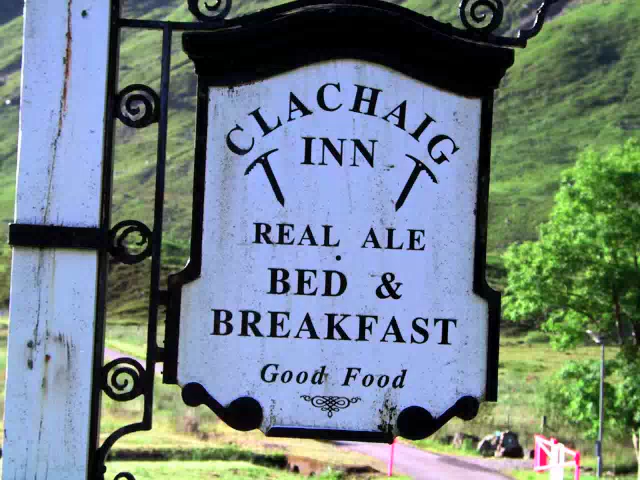 CLACHAIG
INN
REAL ALE
BED &
BREAKFAST
Good Food